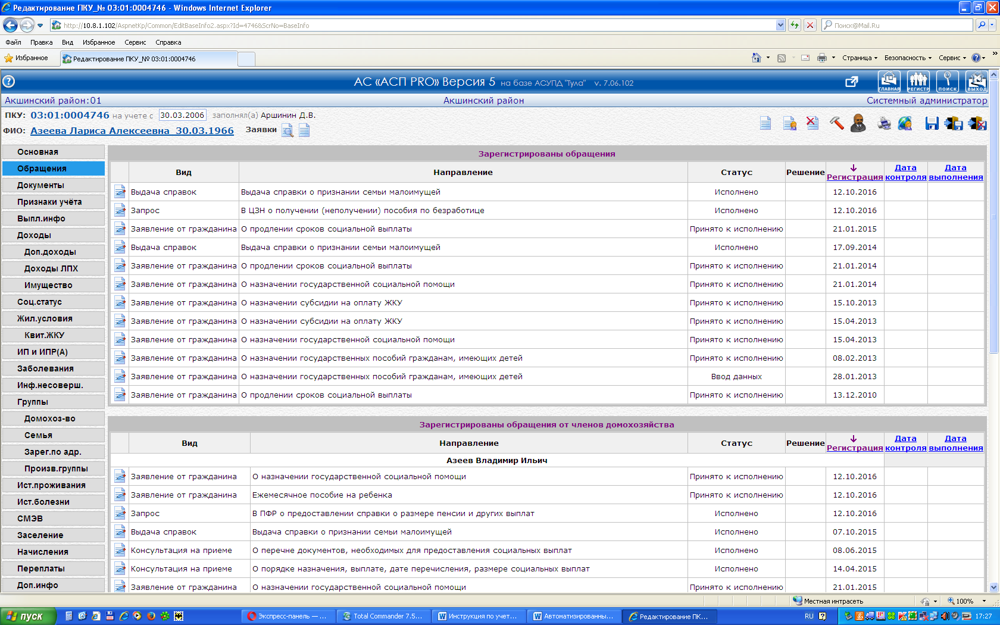 Редактирование ПКУ_№ 03:01:0004746 - Windows Internet Explorer
http://10.8.1.102/AspnetKp/Common/EditBaseInfo2.aspx?Id=4746&ScrNo=BaseInfo
Поиск@Mail.Ru
Файл Правка Вид Избранное Сервис Справка
Избранное Редактирование ПКУ_№ 03:01:0004746 Страница Безопасность Сервис
АС «АСП PRO» Версия 5 на базе АСУПД "Тула" v. 7.06.102
ГЛАВНАЯ РЕГИСТР ПОИСК ВЫХОД
Акшинский район:01 Акшинский район Системный администратор
ПКУ: 03:01:0004746 на учете с 30.03.2006 заполнял(а) Аршинин Д.В.
ФИО: Азеева Лариса Алексеевна 30.03.1966 Заявки
Основная
Обращения
Документы
Признаки учёта
Выпл.инфо
Доходы
Доп.доходы
Доходы ЛПХ
Имущество
Соц.статус
Жил.условия
Квит.ЖКУ
ИП и ИПР(А)
Заболевания
Инф.несоверш.
Группы
Домохоз-во
Семья
Зарег.по адр.
Произв.группы
Ист.проживания
Ист.болезни
СМЭВ
Заселение
Начисления
Переплаты
Доп.инфо
Зарегистрированы обращения
Вид Направление Статус Решение ↓ Регистрация Дата контроля Дата выполнения
Выдача справок Выдача справки о признании семьи малоимущей Исполнено 12.10.2016
Запрос В ЦЗН о получении (неполучении) пособия по безработице Исполнено 12.10.2016
Заявление от гражданина О продлении сроков социальной выплаты Принято к исполнению 21.01.2015
Выдача справок Выдача справки о признании семьи малоимущей Исполнено 17.09.2014
Заявление от гражданина О продлении сроков социальной выплаты Принято к исполнению 21.01.2014
Заявление от гражданина О назначении государственной социальной помощи Принято к исполнению 21.01.2014
Заявление от гражданина О назначении субсидии на оплату ЖКУ Принято к исполнению 15.10.2013
Заявление от гражданина О назначении субсидии на оплату ЖКУ Принято к исполнению 15.04.2013
Заявление от гражданина О назначении государственной социальной помощи Принято к исполнению 15.04.2013
Заявление от гражданина О назначении государственных пособий гражданам, имеющих детей Принято к исполнению 08.02.2013
Заявление от гражданина О назначении государственных пособий гражданам, имеющих детей Ввод данных 28.01.2013
Заявление от гражданина О продлении сроков социальной выплаты Принято к исполнению 13.12.2010
Зарегистрированы обращения от членов домохозяйства
Вид Направление Статус Решение ↓ Регистрация Дата контроля Дата выполнения
Азеев Владимир Ильич
Заявление от гражданина О назначении государственной социальной помощи Принято к исполнению 12.10.2016
Заявление от гражданина Ежемесячное пособие на ребенка Принято к исполнению 12.10.2016
Запрос В ПФР о предоставлении справки о размере пенсии и других выплат Исполнено 12.10.2016
Выдача справок Выдача справки о признании семьи малоимущей Исполнено 07.10.2015
Консультация на приеме О перечне документов, необходимых для предоставления социальных выплат Исполнено 08.06.2015
Консультация на приеме О порядке назначения, выплате, дате перечисления, размере социальных выплат Исполнено 14.04.2015
Заявление от гражданина О назначении государственной социальной помощи Принято к исполнению 21.01.2015
Местная интрасеть 100%
пуск Экспресс-панель — ... Total Commander 7.5... Инструкция по учет... Автоматизированны... Редактирование ПК... RU 17:27